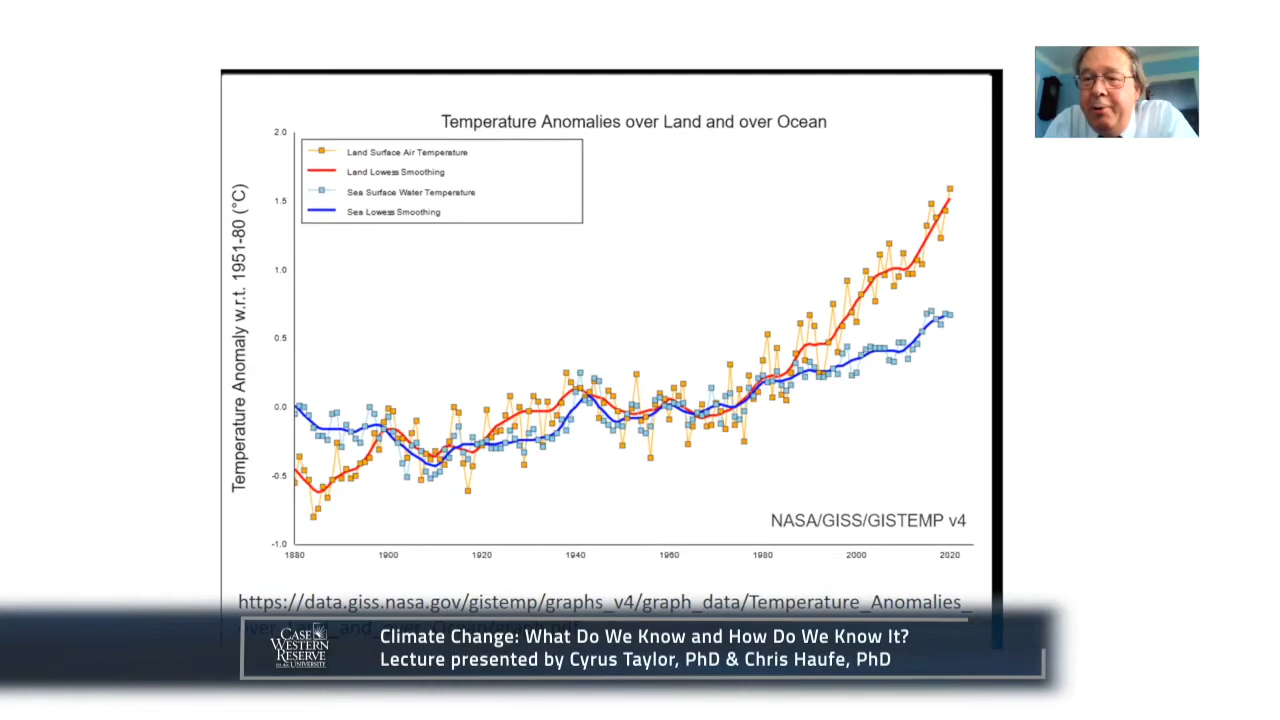 Temperature Anomalies over Land and over Ocean
2.0
1.5
1.0
0.5
0.0
-0.5
-1.0
Temperature Anomaly w.r.t. 1951-80 (°C)
Land Surface Air Temperature
Land Lowess Smoothing
Sea Surface Water Temperature
Sea Lowess Smoothing
NASA/GISS/GISTEMP v4
1880 1900 1920 1940 1960 1980 2000 2020
https://data.giss.nasa.gov/gistemp/graphs_v4/graph_data/Temperature_Anomalies_
over_Land_and_over_Ocean/graph.pdf
CASE
WESTERN
RESERVE
UNIVERSITY
Climate Change: What Do We Know and How Do We Know It?
Lecture presented by Cyrus Taylor, PhD & Chris Haufe, PhD